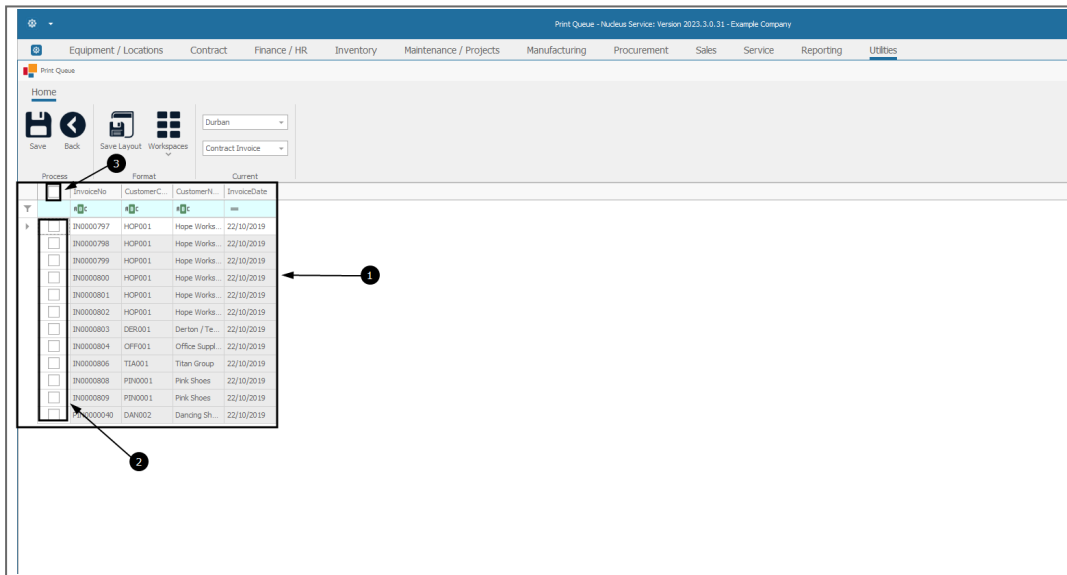 Print Queue - Nucleus Service: Version 2023.3.0.31 - Example Company
Equipment / Locations Contract Finance / HR Inventory Maintenance / Projects Manufacturing Procurement Sales Service Reporting Utilities
Print Queue
Home
Durban
Save Back Save Layout Workspaces
Contract Invoice
3
Process Format Current
InvoiceNo CustomerC... CustomerN... InvoiceDate
ABC ABC ABC =
IN0000797 HOP001 Hope Works... 22/10/2019
IN0000798 HOP001 Hope Works... 22/10/2019
IN0000799 HOP001 Hope Works... 22/10/2019
IN0000800 HOP001 Hope Works... 22/10/2019
1
IN0000801 HOP001 Hope Works... 22/10/2019
IN0000802 HOP001 Hope Works... 22/10/2019
IN0000803 DER001 Derton / Te... 22/10/2019
IN0000804 OFF001 Office Suppl... 22/10/2019
IN0000806 TIA001 Titan Group 22/10/2019
IN0000808 PIN0001 Pink Shoes 22/10/2019
IN0000809 PIN0001 Pink Shoes 22/10/2019
PIN0000040 DAN002 Dancing Sh... 22/10/2019
2